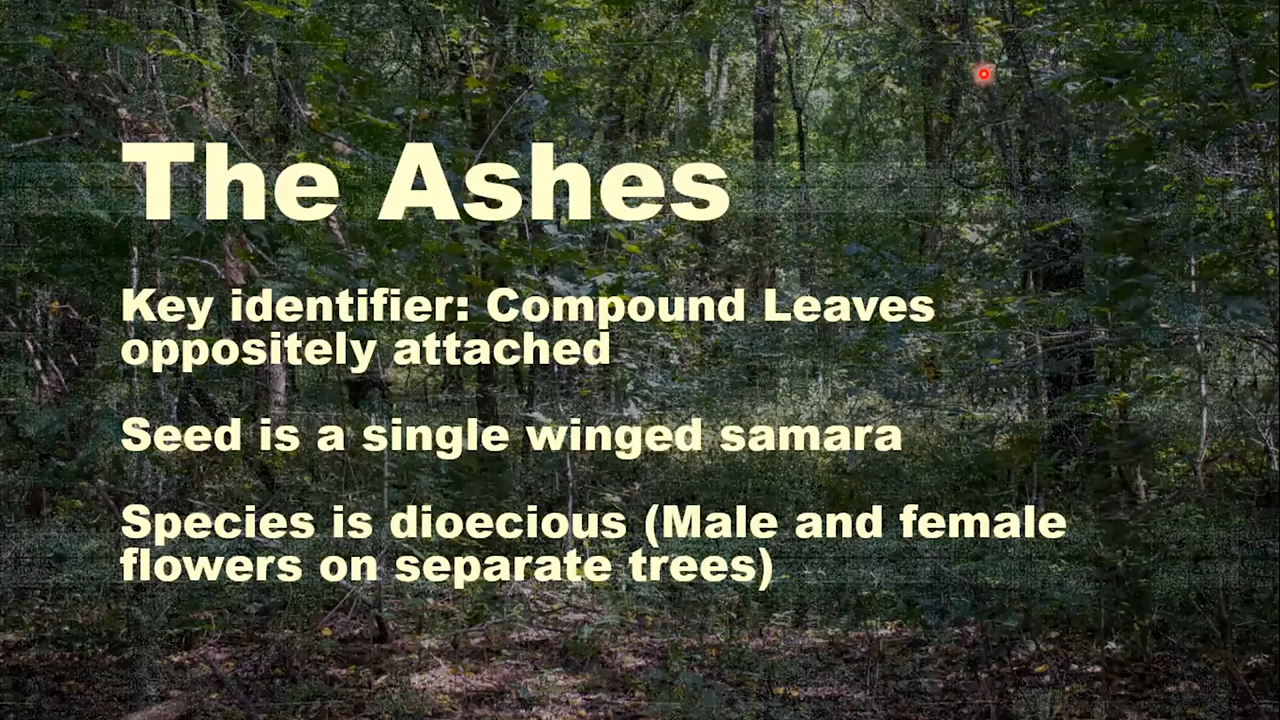 The Ashes
Key identifier: Compound Leaves
oppositely attached
Seed is a single winged samara
Species is dioecious (Male and female
flowers on separate trees)